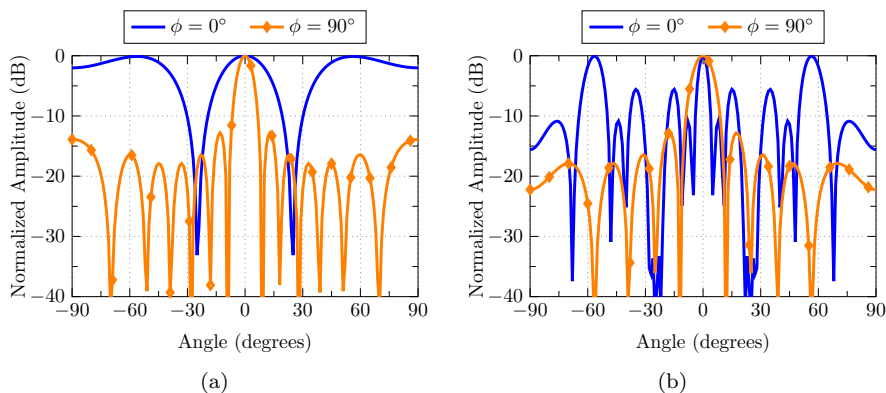 ϕ = 0° ϕ = 90°
0
−10
−20
−30
−40
−90 −60 −30 0 30 60 90
Normalized Amplitude (dB)
Angle (degrees)
(a)
ϕ = 0° ϕ = 90°
0
−10
−20
−30
−40
−90 −60 −30 0 30 60 90
Normalized Amplitude (dB)
Angle (degrees)
(b)